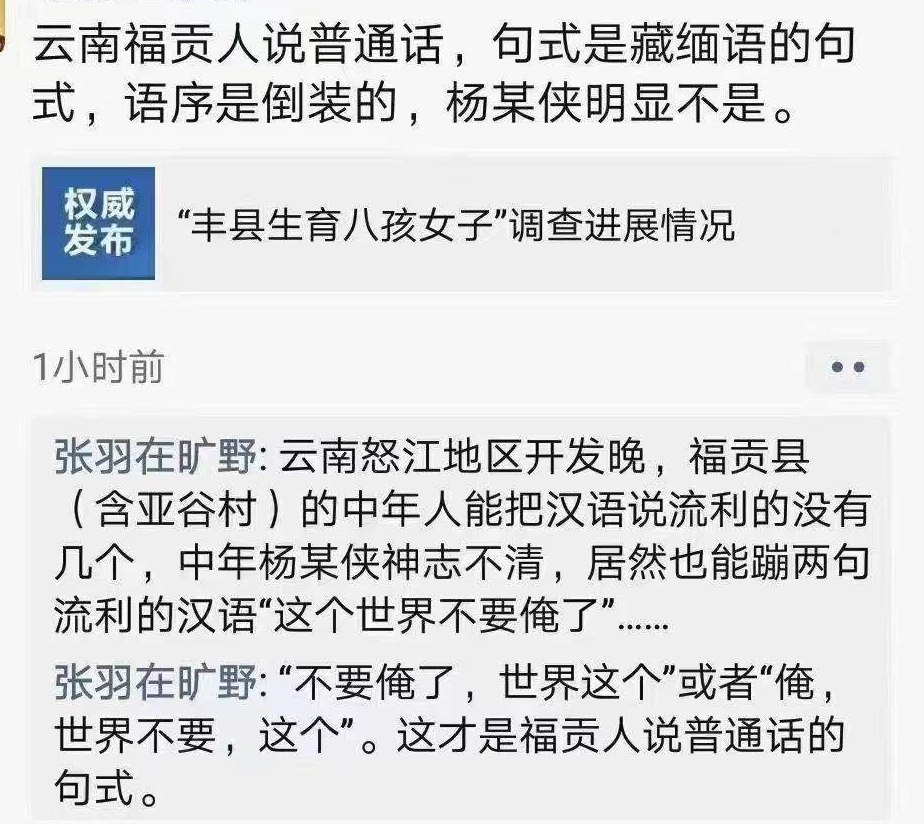 云南福贡人说普通话，句式是藏缅语的句
式，语序是倒装的，杨某侠明显不是。
权威
发布
“丰县生育八孩女子”调查进展情况
1小时前
张羽在旷野: 云南怒江地区开发晚，福贡县
（含亚谷村）的中年人能把汉语说流利的没有
几个，中年杨某侠神志不清，居然也能蹦两句
流利的汉语“这个世界不要俺了”……
张羽在旷野: “不要俺了，世界这个”或者“俺，
世界不要，这个”。这才是福贡人说普通话的
句式。